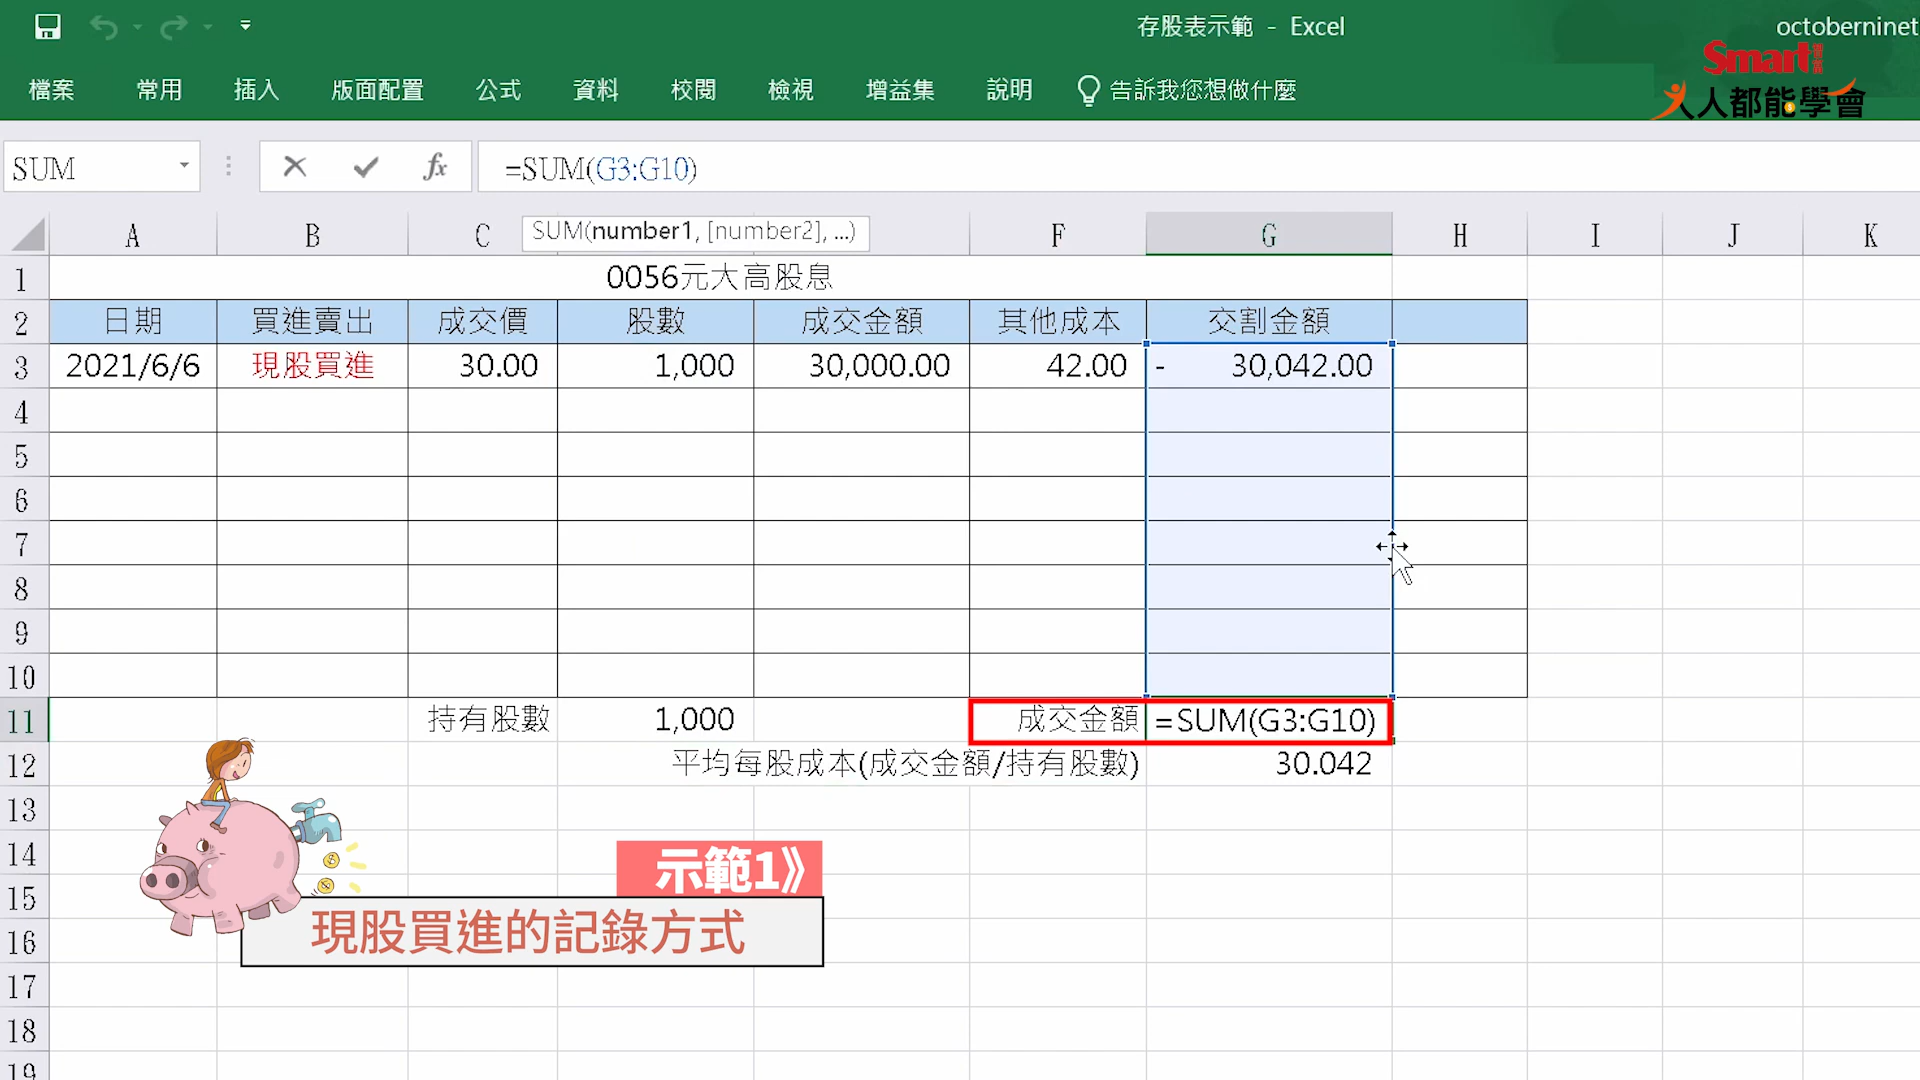 存股表示範 - Excel
octoberninet
Smart智富
人人都能學會
檔案 常用 插入 版面配置 公式 資料 校閱 檢視 增益集 說明 告訴我您想做什麼
SUM fx =SUM(G3:G10)
SUM(number1, [number2], ...)
A B C F G H I J K
1 0056元大高股息
2 日期 買進賣出 成交價 股數 成交金額 其他成本 交割金額
3 2021/6/6 現股買進 30.00 1,000 30,000.00 42.00 - 30,042.00
4
5
6
7
8
9
10
11 持有股數 1,000 成交金額 =SUM(G3:G10)
12 平均每股成本(成交金額/持有股數) 30.042
13
14
15
16
17
18
19
示範1》
現股買進的記錄方式